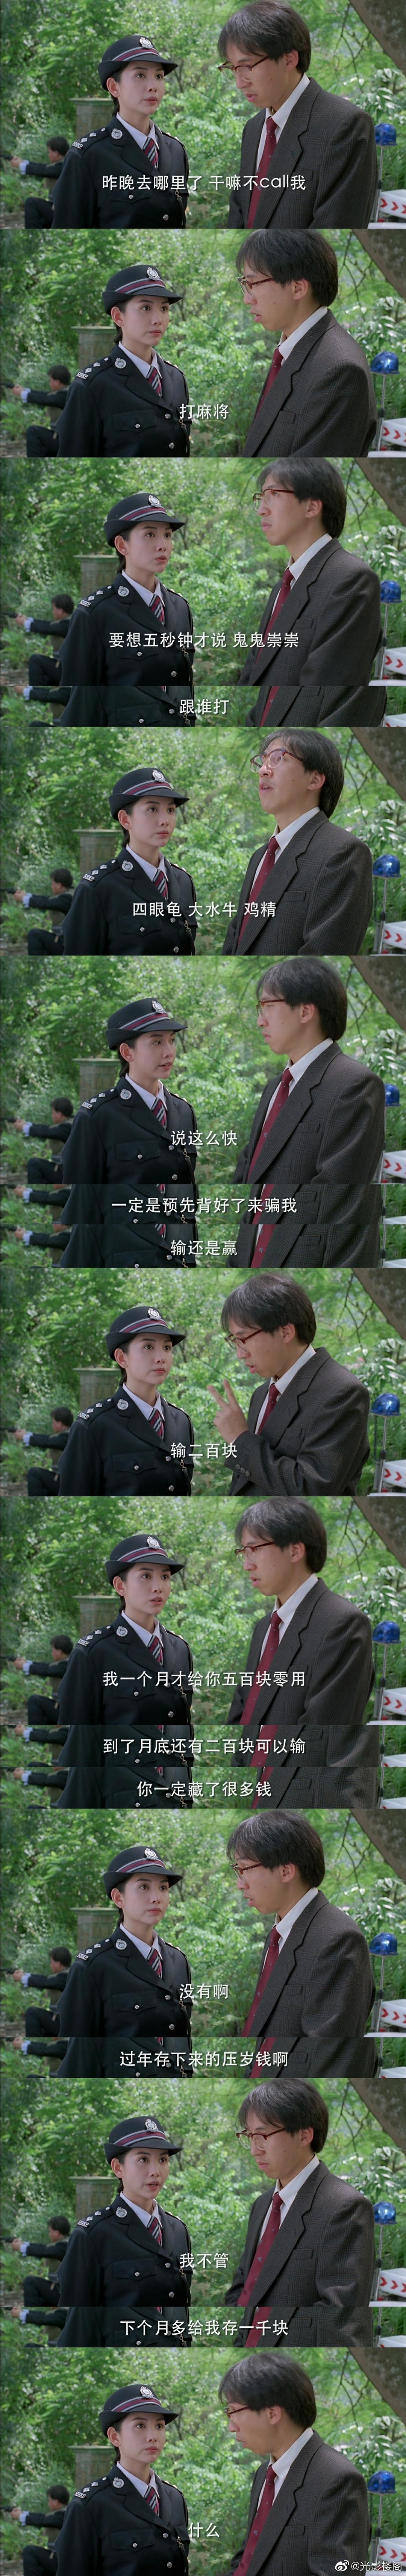 昨晚去哪里了 干嘛不call我
打麻将
要想五秒钟才说 鬼鬼崇崇
跟谁打
四眼龟 大水牛 鸡精
说这么快
一定是预先背好了来骗我
输还是赢
输二百块
我一个月才给你五百块零用
到了月底还有二百块可以输
你一定藏了很多钱
没有啊
过年存下来的压岁钱啊
我不管
下个月多给我存一千块
什么
@光影楼阁